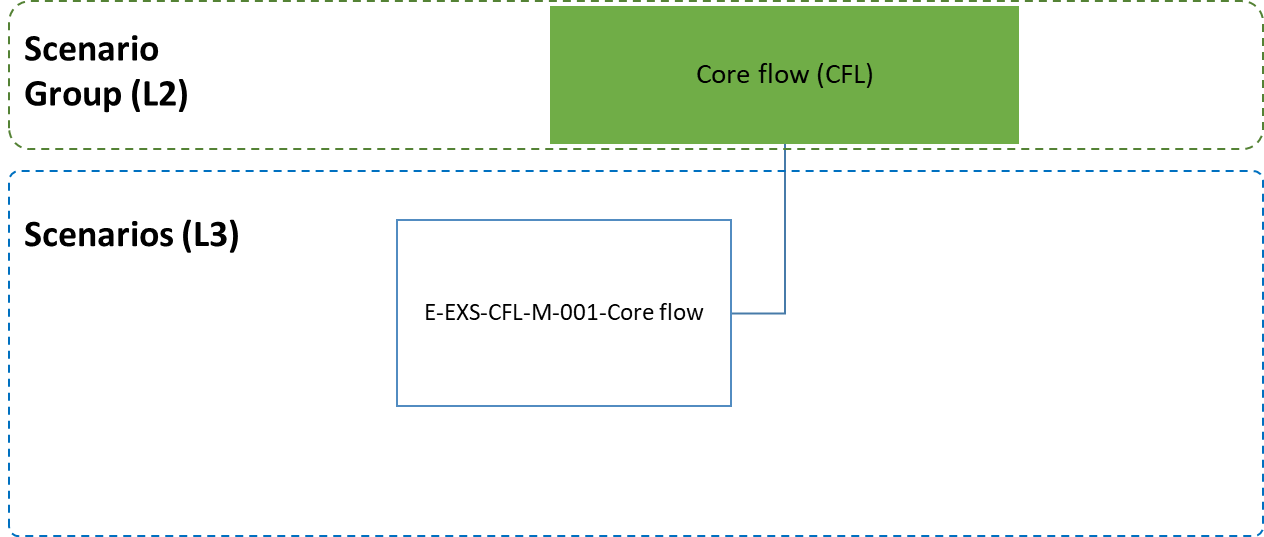 Scenario
Group (L2)
Core flow (CFL)
Scenarios (L3)
E-EXS-CFL-M-001-Core flow